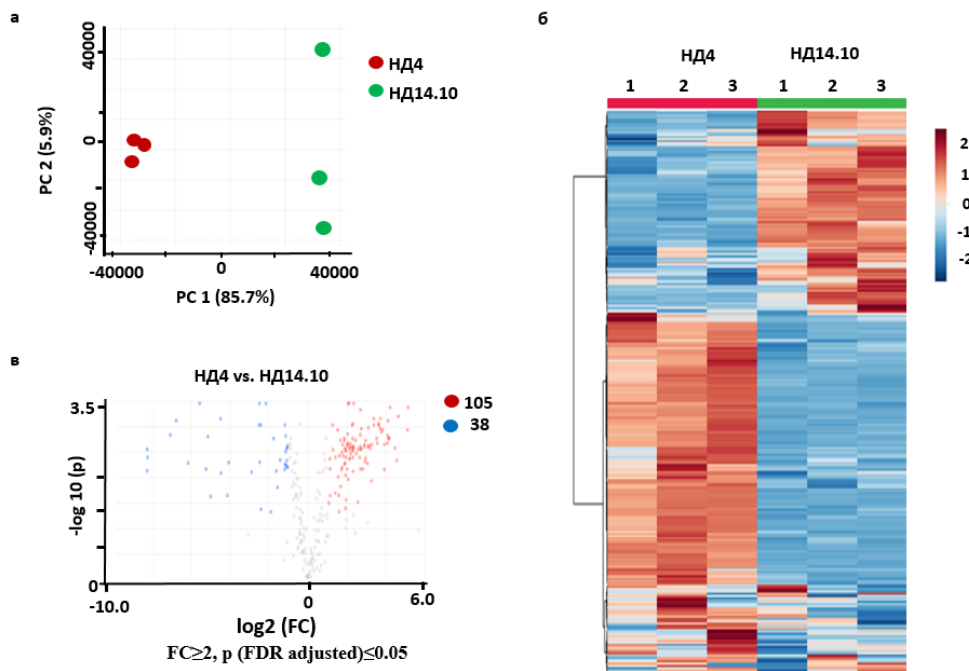 а
40000
0
-40000
PC 2 (5.9%)
-40000 0 40000
PC 1 (85.7%)
НД4
НД14.10
б
НД4 НД14.10
1 2 3 1 2 3
2
1
0
-1
-2
в
НД4 vs. НД14.10
3.5
-log 10 (p)
0
-10.0 0 6.0
log2 (FC)
FC≥2, p (FDR adjusted)≤0.05
105
38